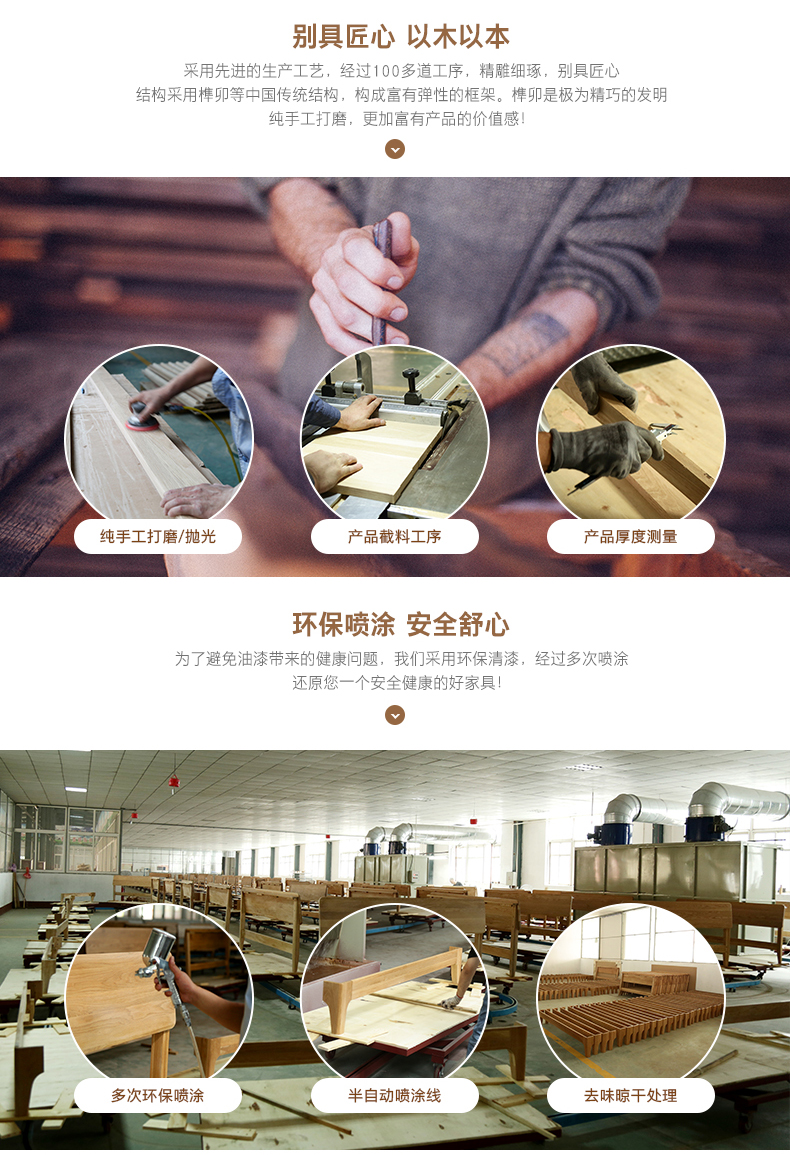 别具匠心 以木以本
采用先进的生产工艺，经过100多道工序，精雕细琢，别具匠心
结构采用榫卯等中国传统结构，构成富有弹性的框架。榫卯是极为精巧的发明
纯手工打磨，更加富有产品的价值感！
纯手工打磨/抛光
产品截料工序
产品厚度测量
环保喷涂 安全舒心
为了避免油漆带来的健康问题，我们采用环保清漆，经过多次喷涂
还原您一个安全健康的好家具！
多次环保喷涂
半自动喷涂线
去味晾干处理